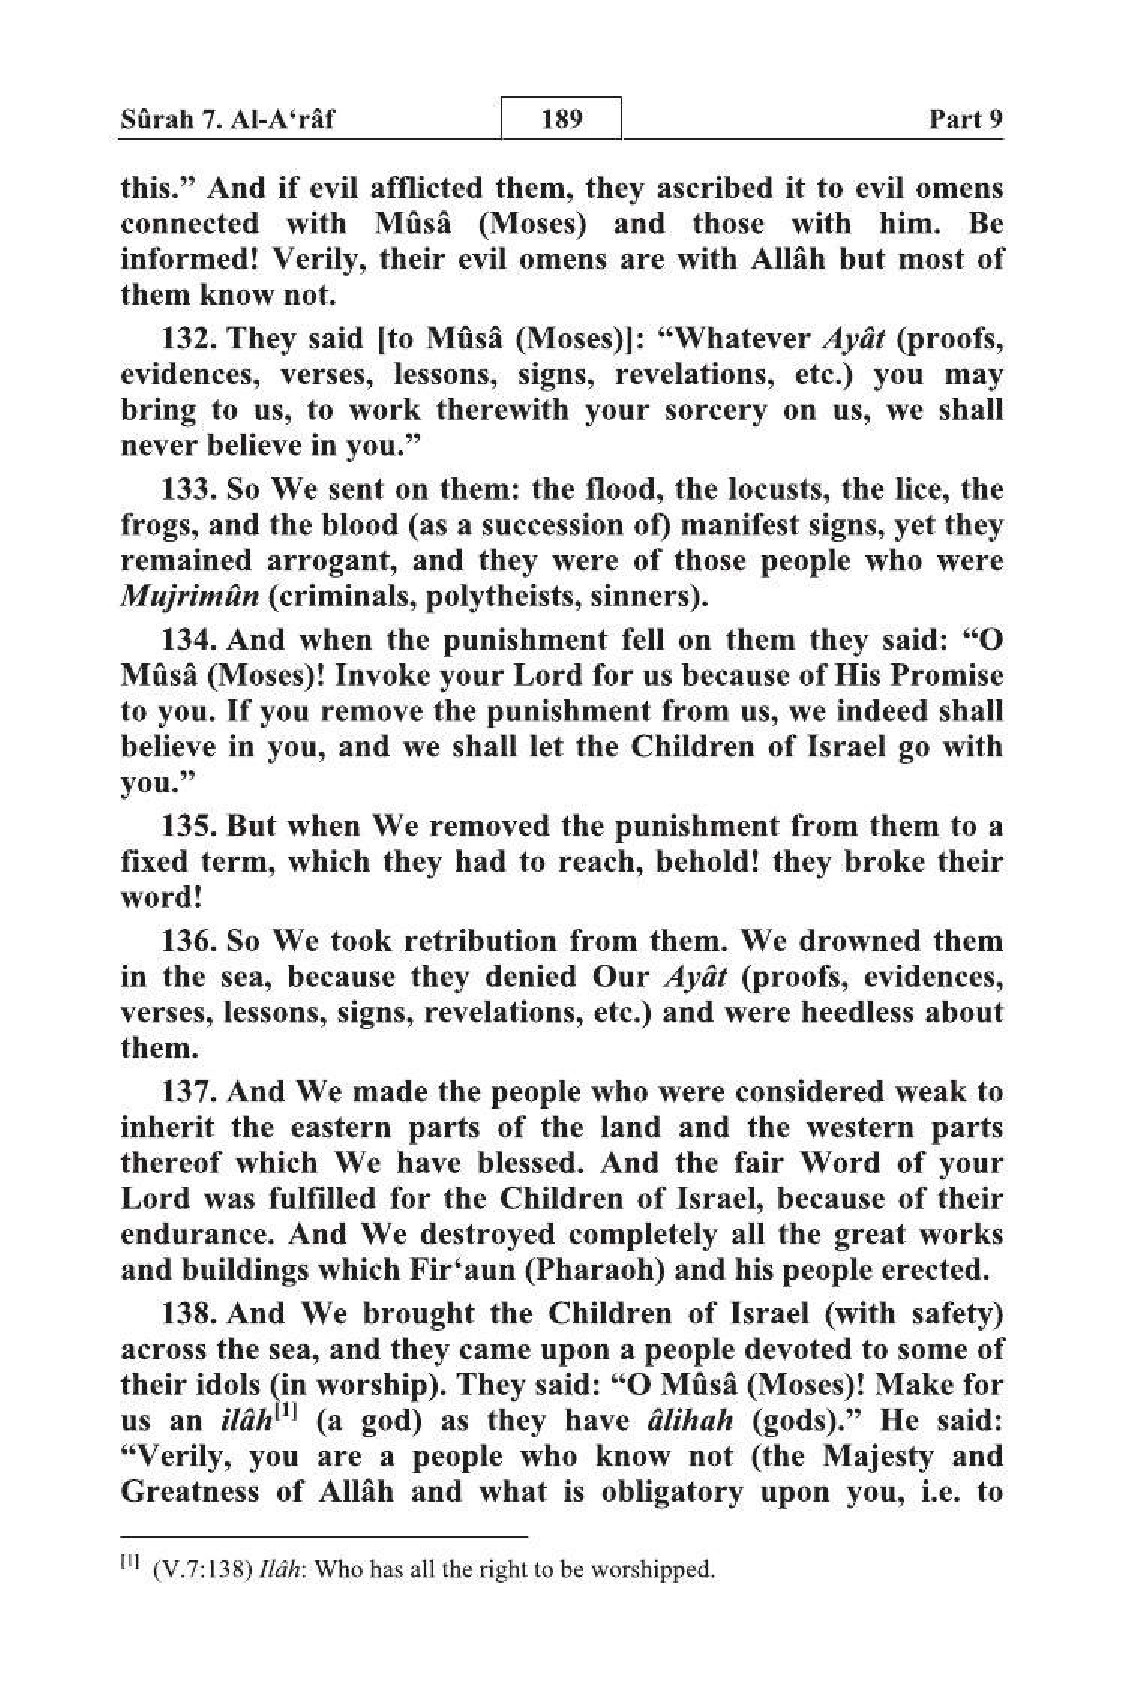 Sûrah 7. Al-A‘râf 189 Part 9
this.” And if evil afflicted them, they ascribed it to evil omens
connected with Mûsâ (Moses) and those with him. Be
informed! Verily, their evil omens are with Allâh but most of
them know not.
132. They said [to Mûsâ (Moses)]: “Whatever Ayât (proofs,
evidences, verses, lessons, signs, revelations, etc.) you may
bring to us, to work therewith your sorcery on us, we shall
never believe in you.”
133. So We sent on them: the flood, the locusts, the lice, the
frogs, and the blood (as a succession of) manifest signs, yet they
remained arrogant, and they were of those people who were
Mujrimûn (criminals, polytheists, sinners).
134. And when the punishment fell on them they said: “O
Mûsâ (Moses)! Invoke your Lord for us because of His Promise
to you. If you remove the punishment from us, we indeed shall
believe in you, and we shall let the Children of Israel go with
you.”
135. But when We removed the punishment from them to a
fixed term, which they had to reach, behold! they broke their
word!
136. So We took retribution from them. We drowned them
in the sea, because they denied Our Ayât (proofs, evidences,
verses, lessons, signs, revelations, etc.) and were heedless about
them.
137. And We made the people who were considered weak to
inherit the eastern parts of the land and the western parts
thereof which We have blessed. And the fair Word of your
Lord was fulfilled for the Children of Israel, because of their
endurance. And We destroyed completely all the great works
and buildings which Fir‘aun (Pharaoh) and his people erected.
138. And We brought the Children of Israel (with safety)
across the sea, and they came upon a people devoted to some of
their idols (in worship). They said: “O Mûsâ (Moses)! Make for
us an ilâh[1] (a god) as they have âlihah (gods).” He said:
“Verily, you are a people who know not (the Majesty and
Greatness of Allâh and what is obligatory upon you, i.e. to
[1] (V.7:138) Ilâh: Who has all the right to be worshipped.